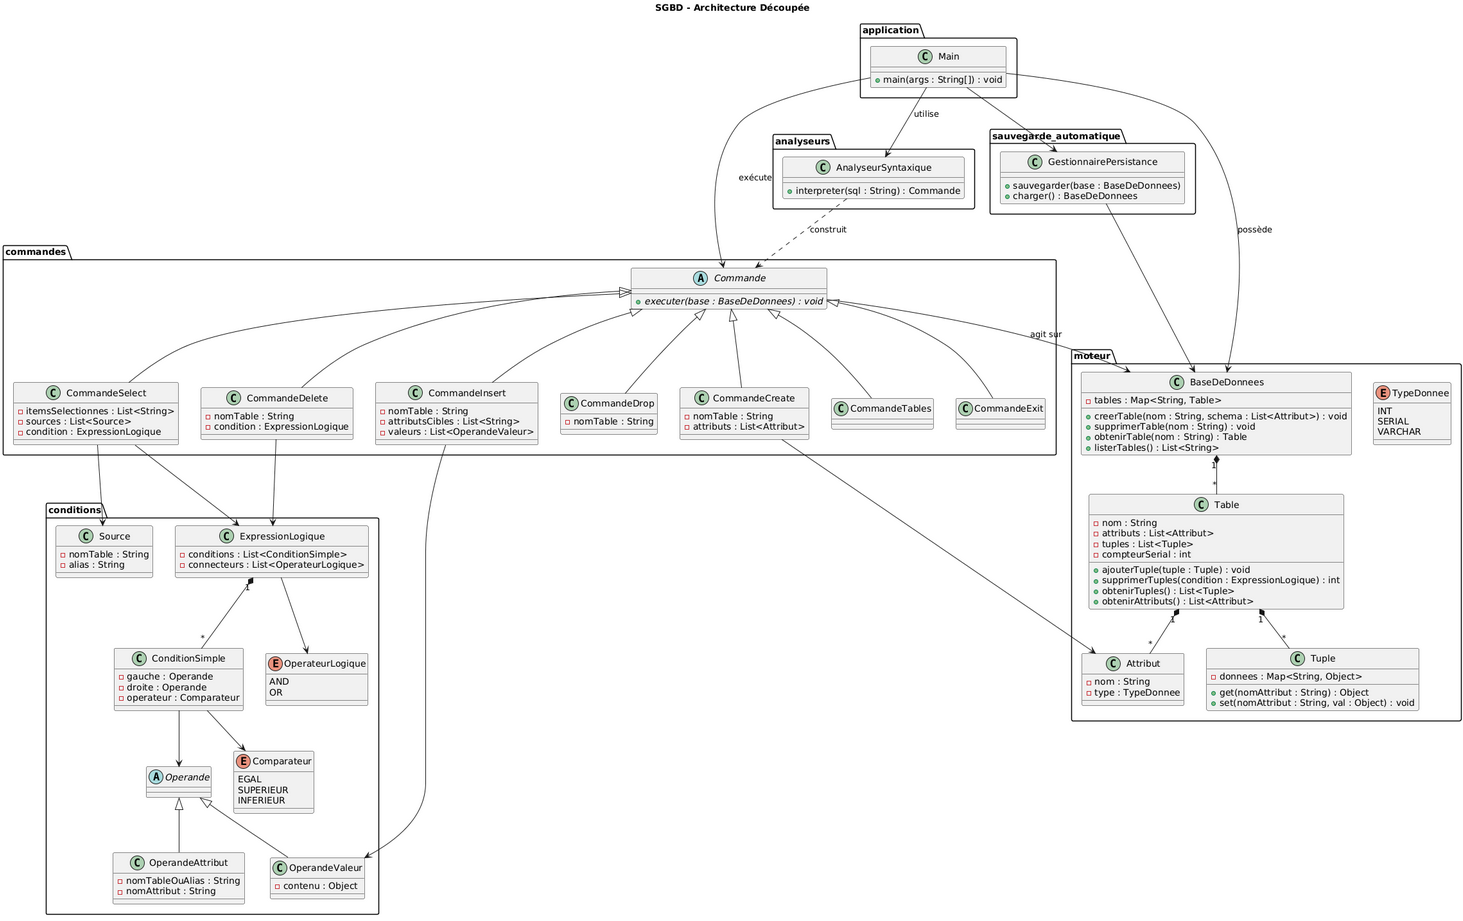 SGBD - Architecture Découpée
application
C Main
main(args : String[]) : void
utilise
exécute
possède
analyseurs
C AnalyseurSyntaxique
interpreter(sql : String) : Commande
construit
sauvegarde_automatique
C GestionnairePersistance
sauvegarder(base : BaseDeDonnees)
charger() : BaseDeDonnees
commandes
A Commande
executer(base : BaseDeDonnees) : void
agit sur
C CommandeSelect
itemsSelectionnes : List<String>
sources : List<Source>
condition : ExpressionLogique
C CommandeDelete
nomTable : String
condition : ExpressionLogique
C CommandeInsert
nomTable : String
attributsCibles : List<String>
valeurs : List<OperandeValeur>
C CommandeDrop
nomTable : String
C CommandeCreate
nomTable : String
attributs : List<Attribut>
C CommandeTables
C CommandeExit
moteur
C BaseDeDonnees
tables : Map<String, Table>
creerTable(nom : String, schema : List<Attribut>) : void
supprimerTable(nom : String) : void
obtenirTable(nom : String) : Table
listerTables() : List<String>
E TypeDonnee
INT
SERIAL
VARCHAR
1
*
C Table
nom : String
attributs : List<Attribut>
tuples : List<Tuple>
compteurSerial : int
ajouterTuple(tuple : Tuple) : void
supprimerTuples(condition : ExpressionLogique) : int
obtenirTuples() : List<Tuple>
obtenirAttributs() : List<Attribut>
1
*
1
*
C Attribut
nom : String
type : TypeDonnee
C Tuple
donnees : Map<String, Object>
get(nomAttribut : String) : Object
set(nomAttribut : String, val : Object) : void
conditions
C Source
nomTable : String
alias : String
C ExpressionLogique
conditions : List<ConditionSimple>
connecteurs : List<OperateurLogique>
1
*
C ConditionSimple
gauche : Operande
droite : Operande
operateur : Comparateur
E OperateurLogique
AND
OR
A Operande
E Comparateur
EGAL
SUPERIEUR
INFERIEUR
C OperandeAttribut
nomTableOuAlias : String
nomAttribut : String
C OperandeValeur
contenu : Object